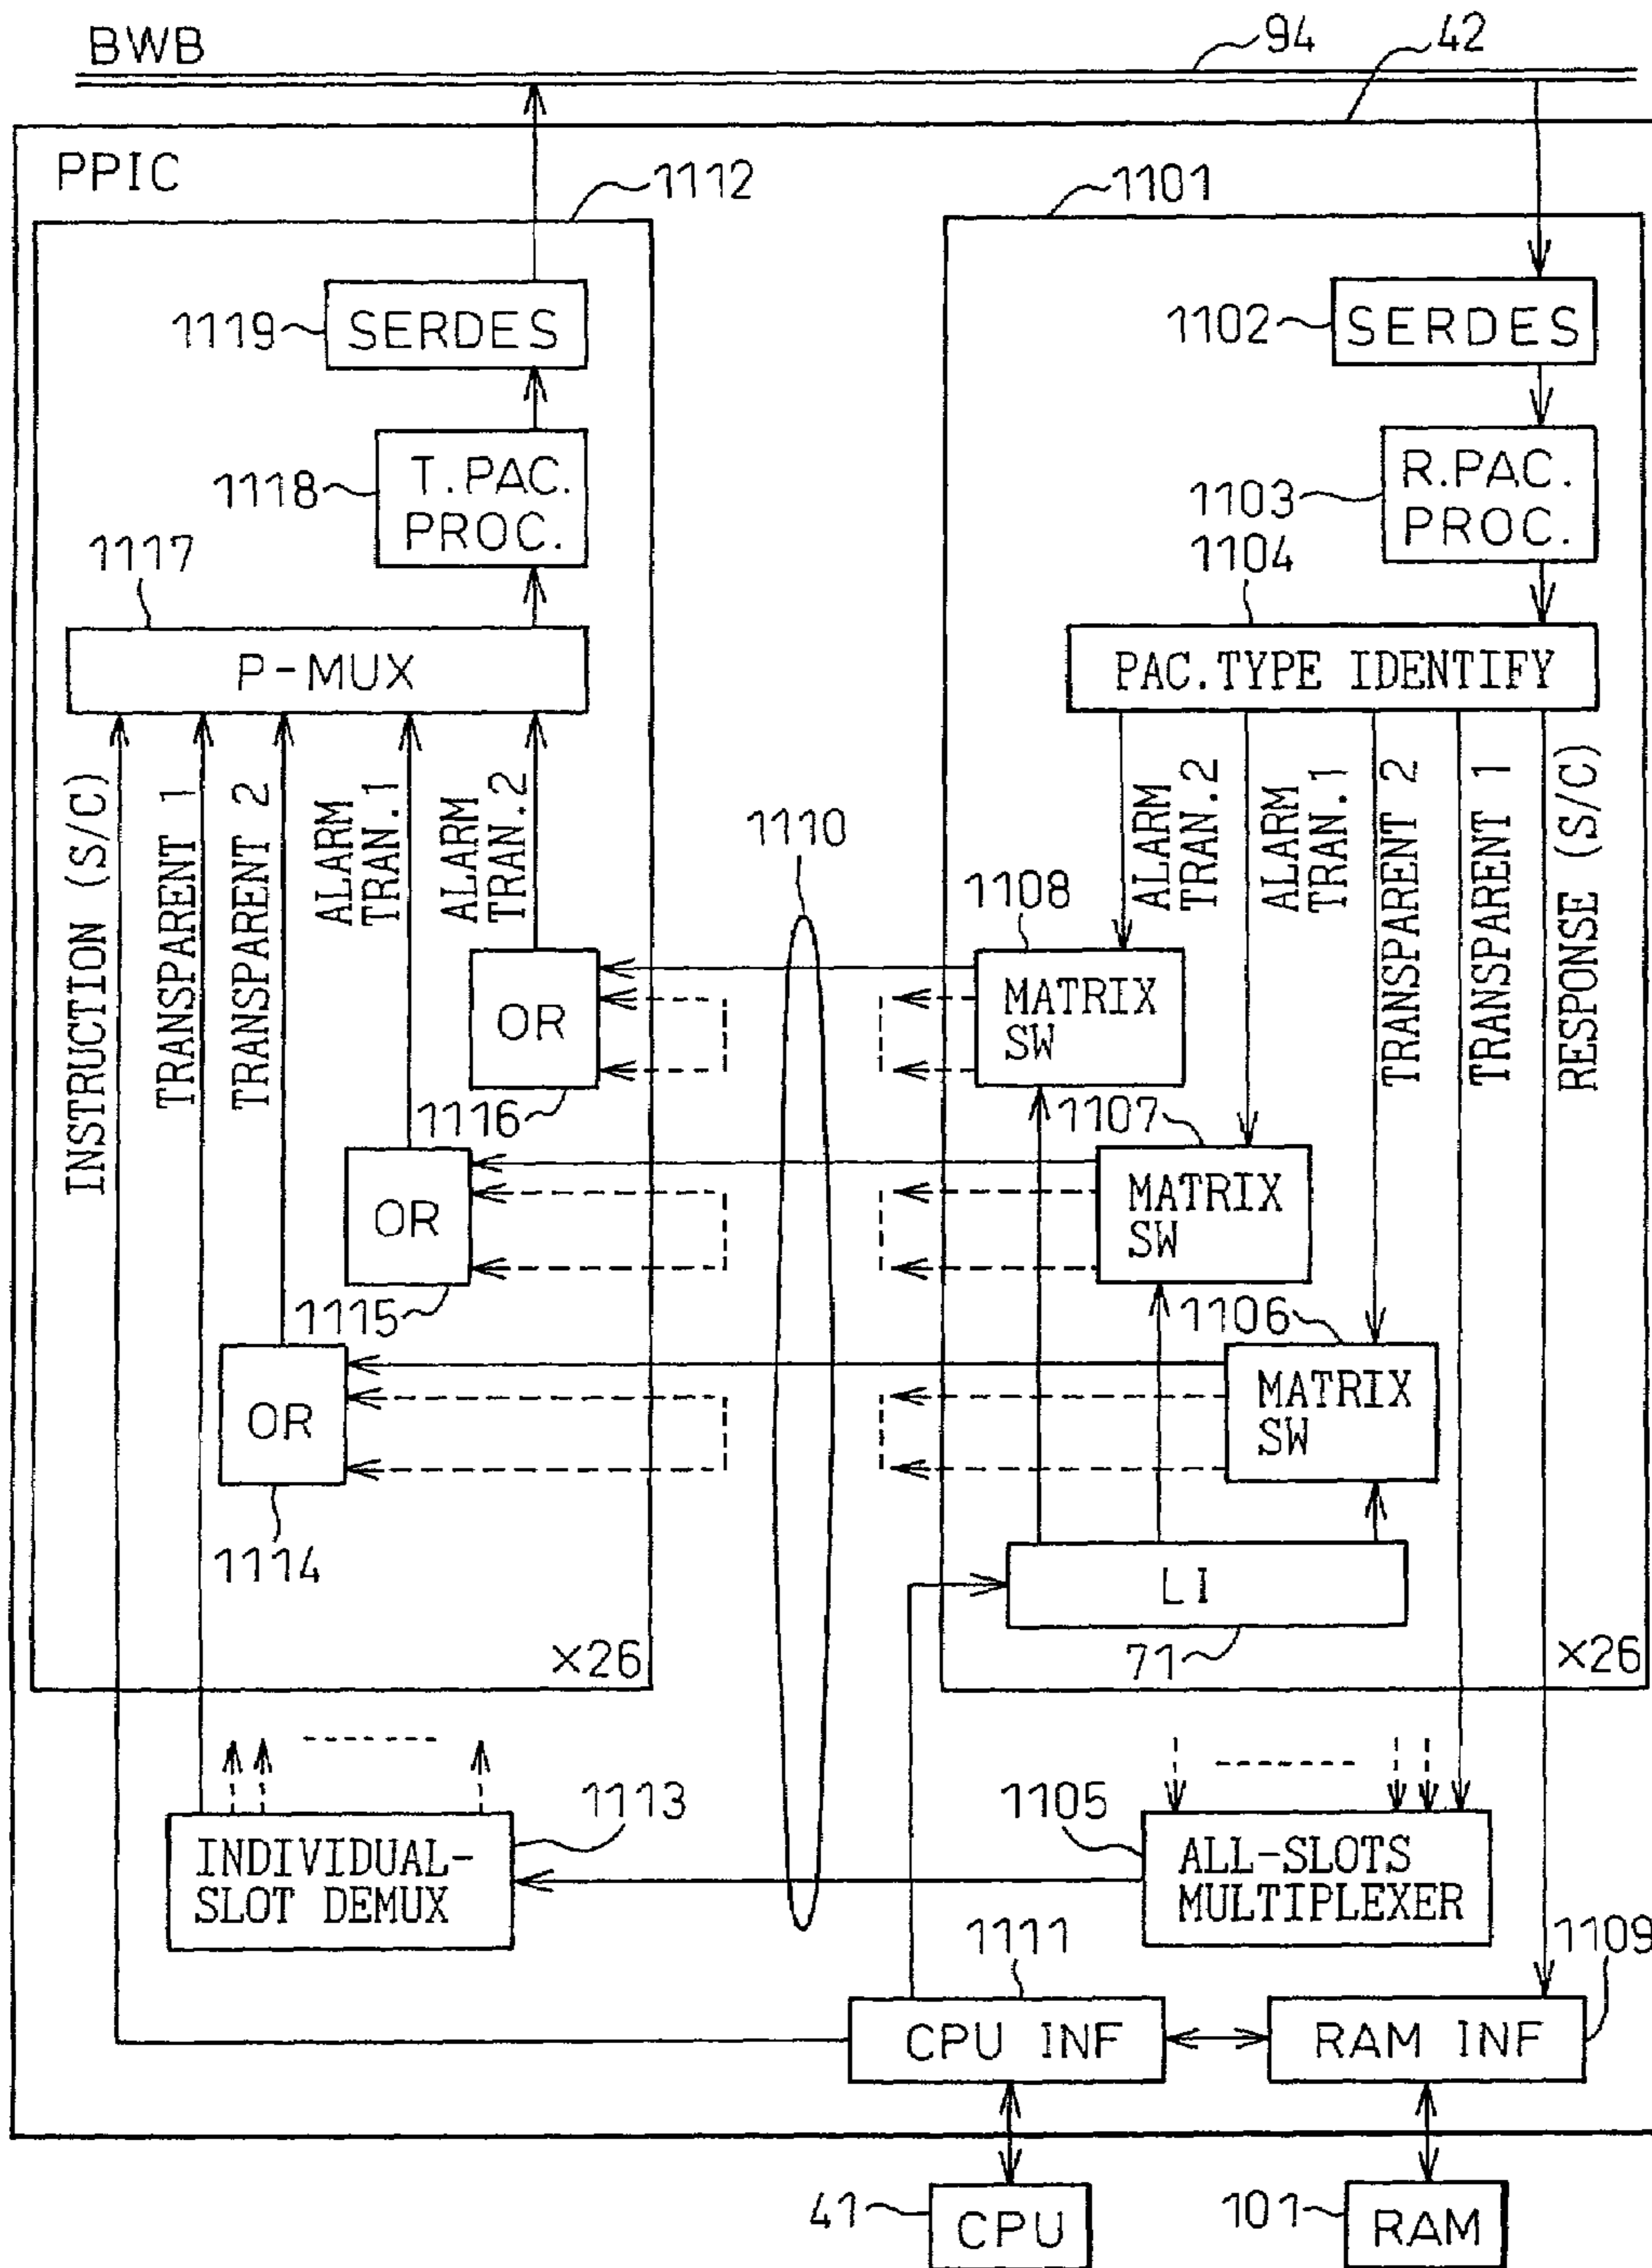 BWB
94
42
PPIC
1112
1101
1119
SERDES
1102
SERDES
1118
T.PAC.
PROC.
1103
R.PAC.
PROC.
1117
P-MUX
1104
PAC.TYPE IDENTIFY
INSTRUCTION (S/C)
TRANSPARENT 1
TRANSPARENT 2
ALARM
TRAN.1
ALARM
TRAN.2
1110
ALARM
TRAN.2
ALARM
TRAN.1
TRANSPARENT 2
TRANSPARENT 1
RESPONSE (S/C)
1108
OR
MATRIX
SW
1116
1107
OR
MATRIX
SW
1115
1106
OR
MATRIX
SW
1114
LI
71
×26
×26
1113
INDIVIDUAL-
SLOT DEMUX
1105
ALL-SLOTS
MULTIPLEXER
1111
CPU INF
1109
RAM INF
41
CPU
101
RAM